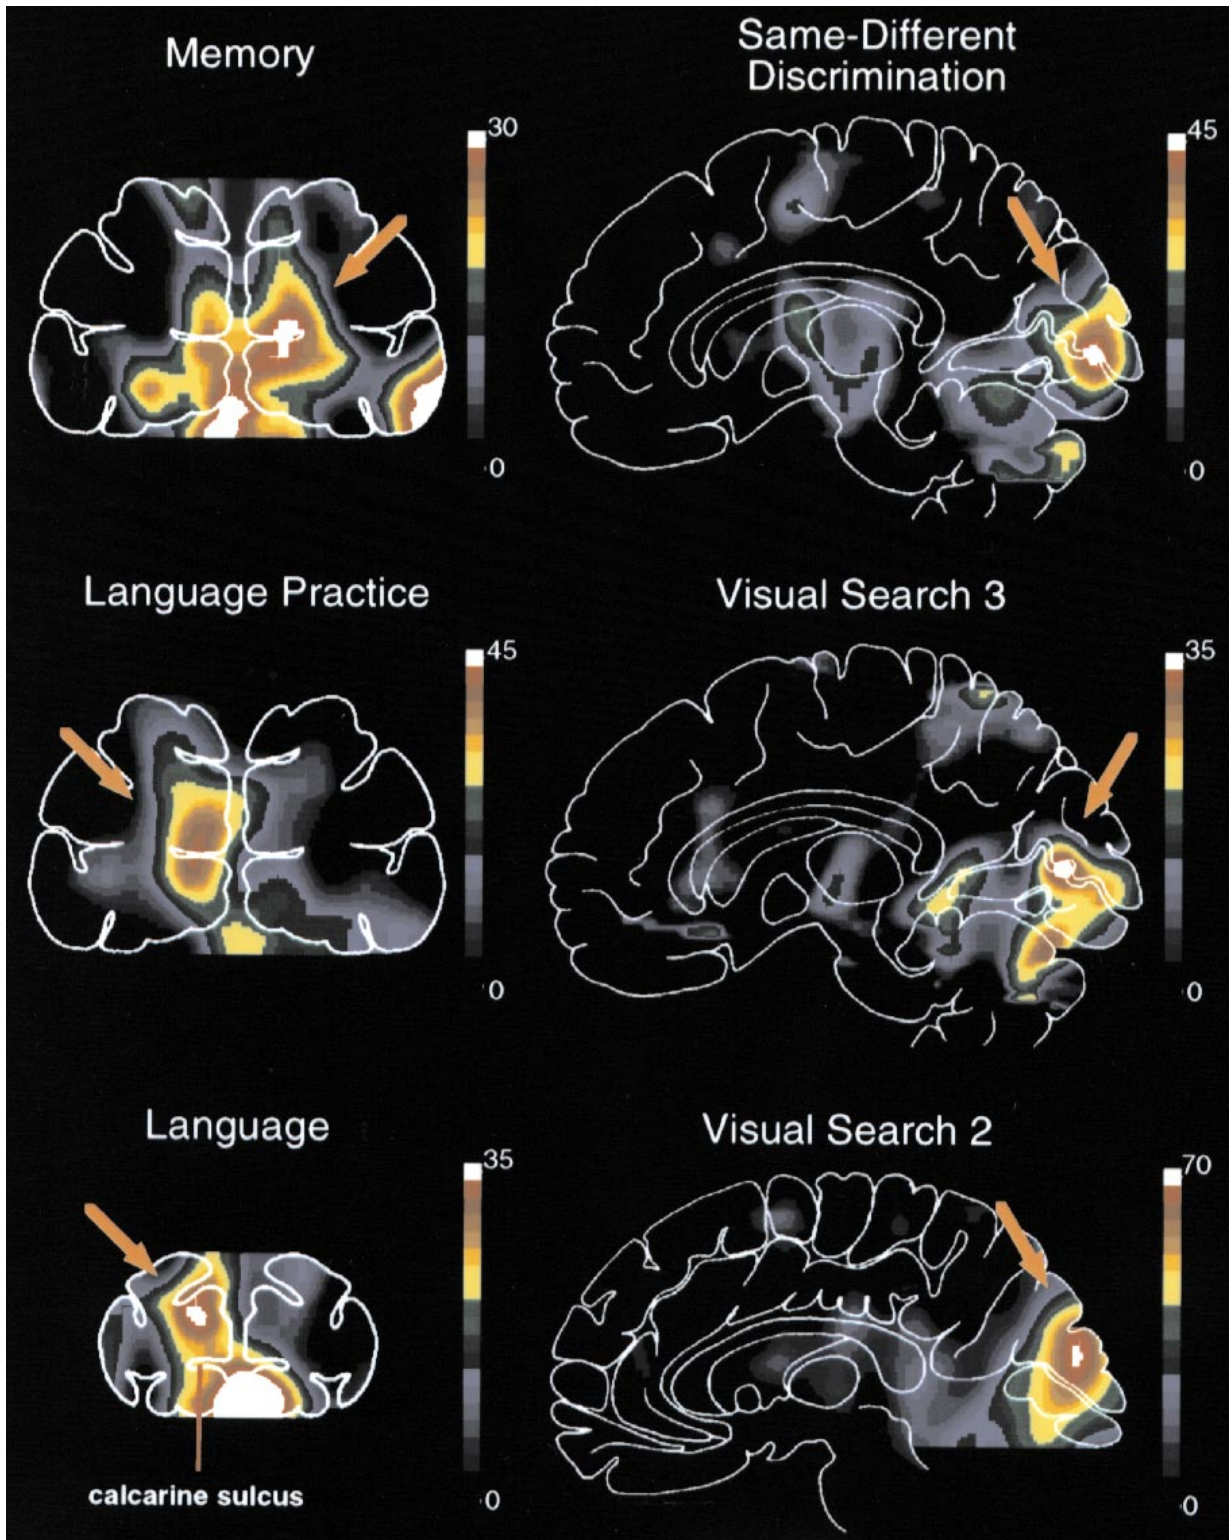 Memory
30
0
Same-Different
Discrimination
45
0
Language Practice
45
0
Visual Search 3
35
0
Language
35
0
calcarine sulcus
Visual Search 2
70
0